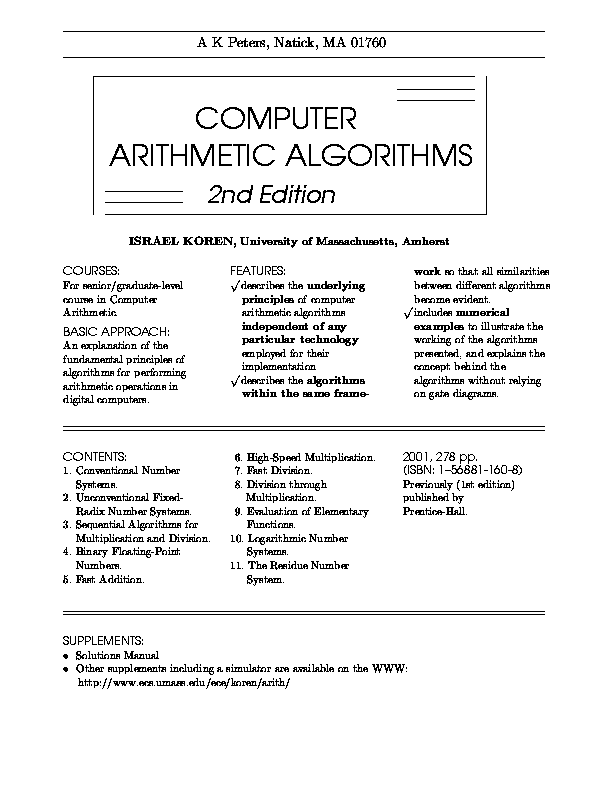 A K Peters, Natick, MA 01760
COMPUTER
ARITHMETIC ALGORITHMS
2nd Edition
ISRAEL KOREN, University of Massachusetts, Amherst
COURSES:
For senior/graduate-level
course in Computer
Arithmetic.
BASIC APPROACH:
An explanation of the
fundamental principles of
algorithms for performing
arithmetic operations in
digital computers.
FEATURES:
√describes the underlying
principles of computer
arithmetic algorithms
independent of any
particular technology
employed for their
implementation
√describes the algorithms
within the same frame-
work so that all similarities
between different algorithms
become evident.
√includes numerical
examples to illustrate the
working of the algorithms
presented, and explains the
concept behind the
algorithms without relying
on gate diagrams.
CONTENTS:
1. Conventional Number
Systems.
2. Unconventional Fixed-
Radix Number Systems.
3. Sequential Algorithms for
Multiplication and Division.
4. Binary Floating-Point
Numbers.
5. Fast Addition.
6. High-Speed Multiplication.
7. Fast Division.
8. Division through
Multiplication.
9. Evaluation of Elementary
Functions.
10. Logarithmic Number
Systems.
11. The Residue Number
System.
2001, 278 pp.
(ISBN: 1-56881-160-8)
Previously (1st edition)
published by
Prentice-Hall.
SUPPLEMENTS:
• Solutions Manual
• Other supplements including a simulator are available on the WWW:
http://www.ecs.umass.edu/ece/koren/arith/